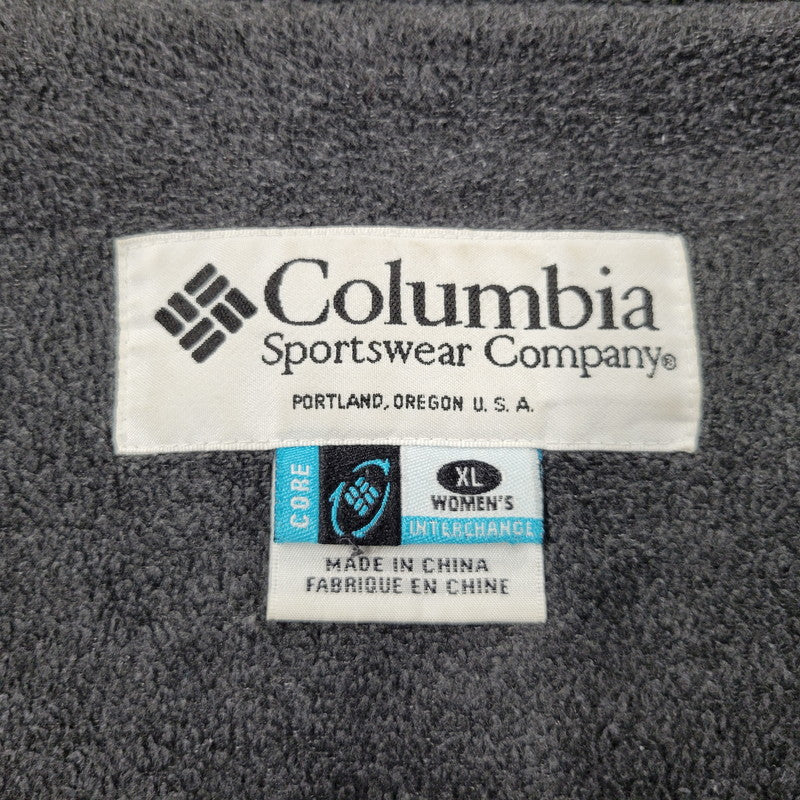 Columbia
Sportswear Company®
PORTLAND, OREGON U.S.A.
CORE
XL
WOMEN'S
INTERCHANGE
MADE IN CHINA
FABRIQUE EN CHINE